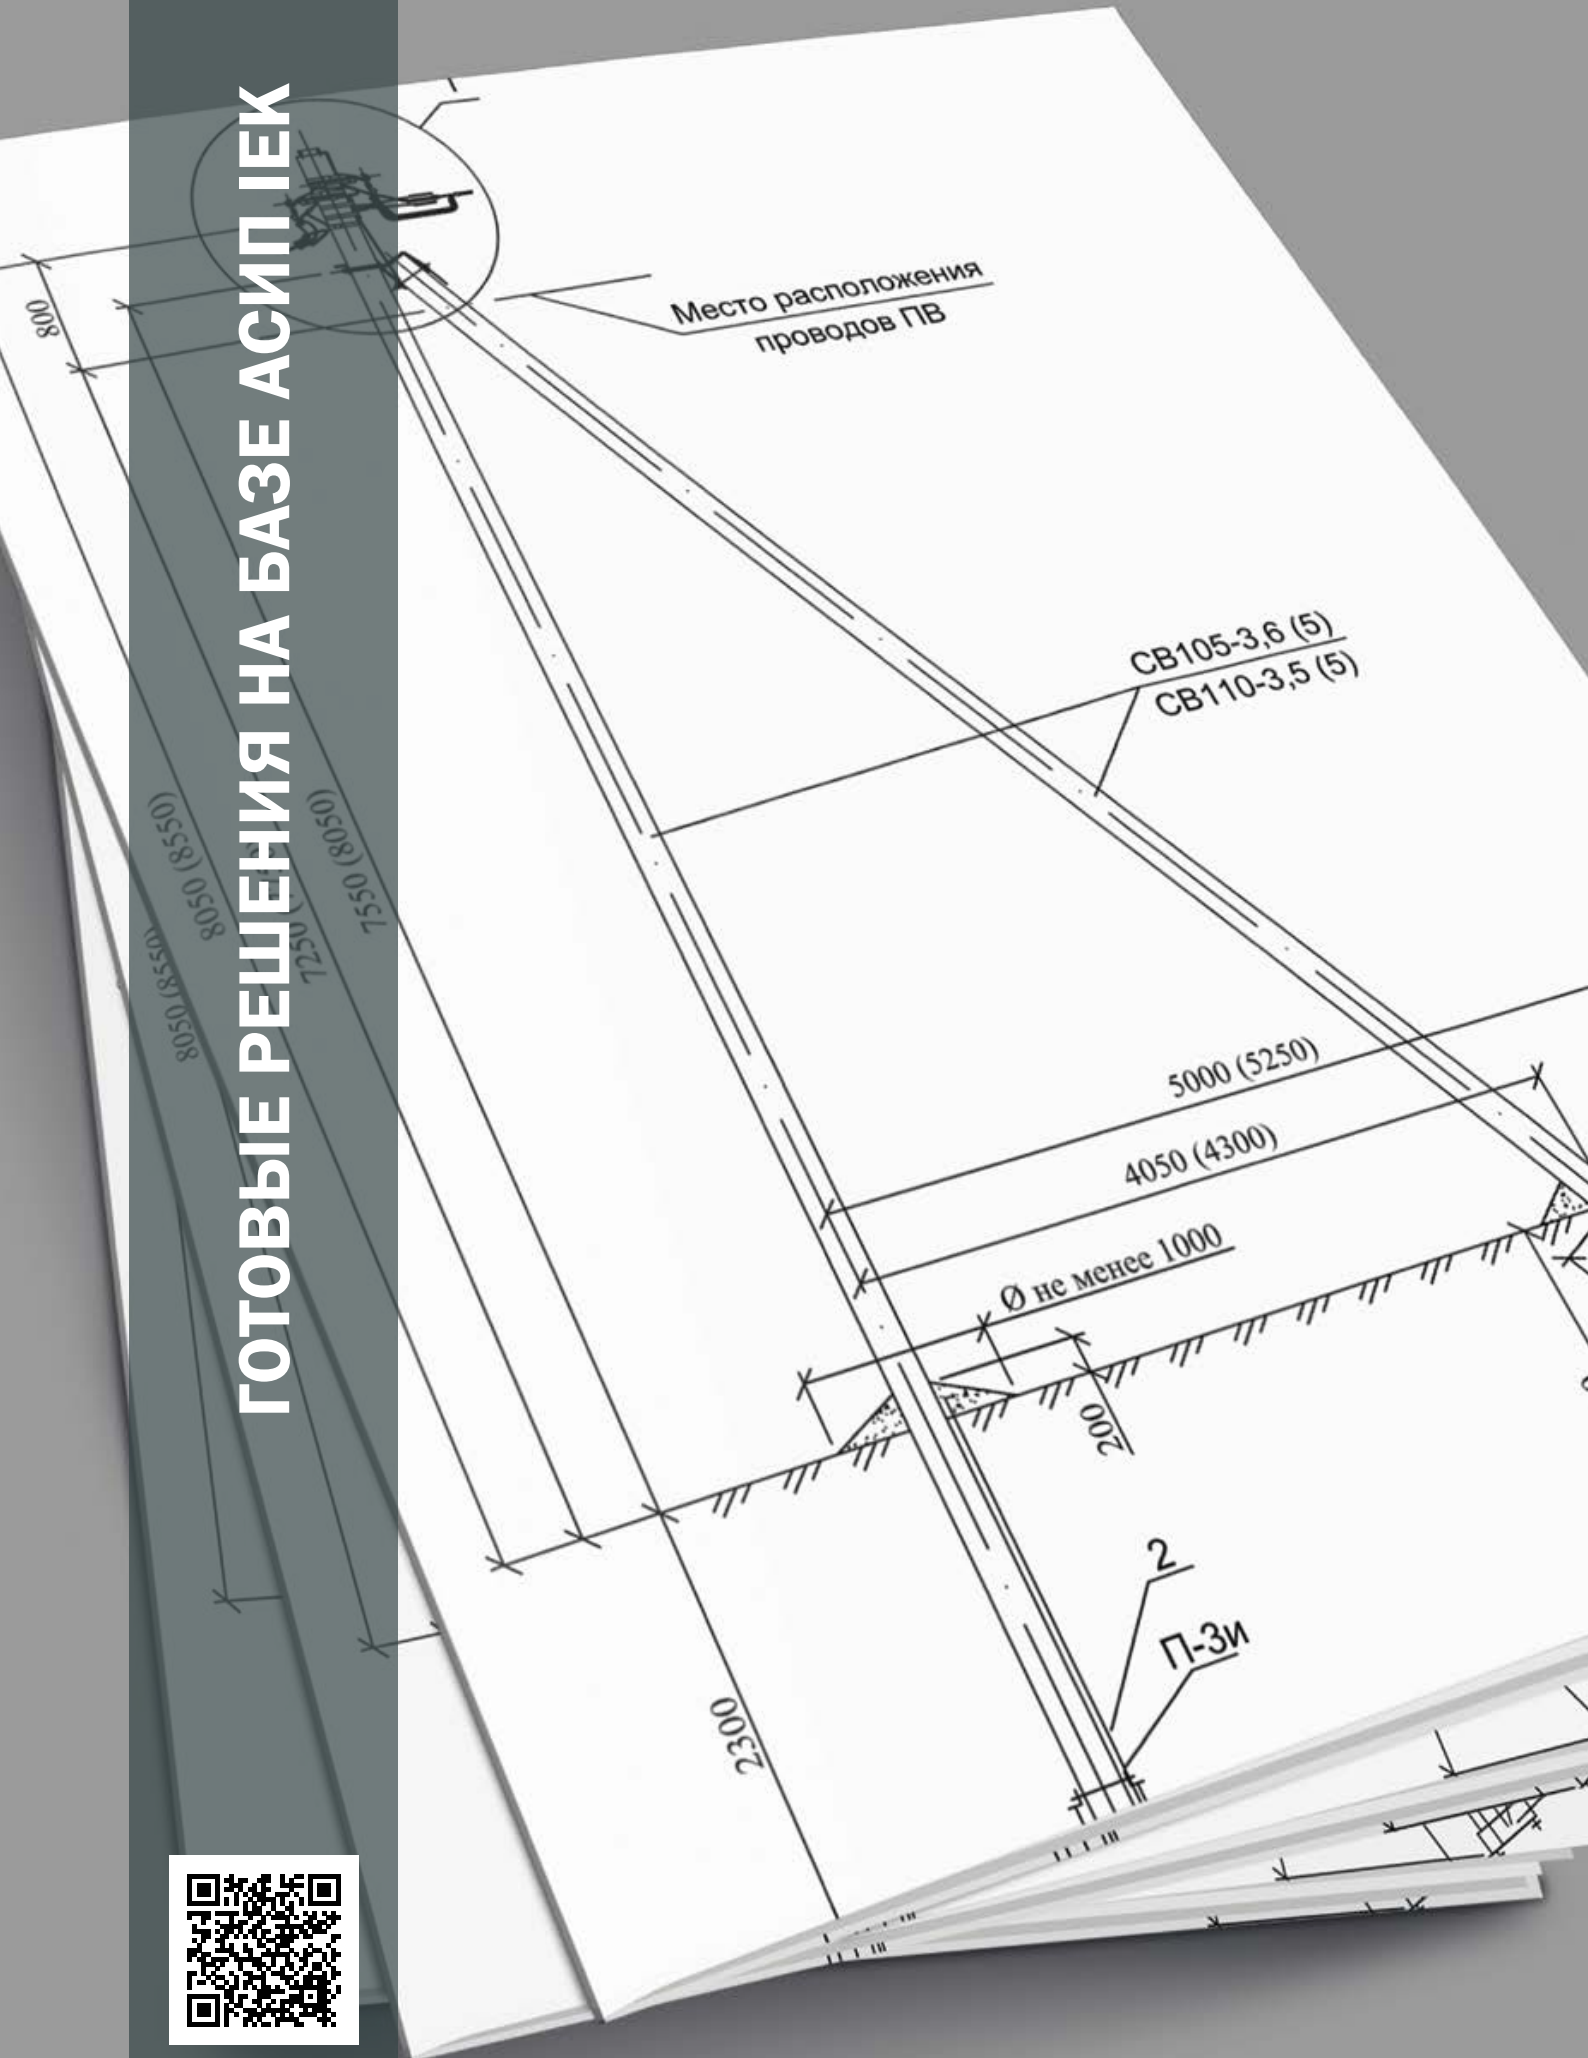 ГОТОВЫЕ РЕШЕНИЯ НА БАЗЕ АСИП IEK
800
Место расположения
проводов ПВ
СВ105-3,6 (5)
СВ110-3,5 (5)
8050 (8550)
7550 (8050)
7250
8050 (8550)
5000 (5250)
4050 (4300)
Ø не менее 1000
200
2
П-3и
2300